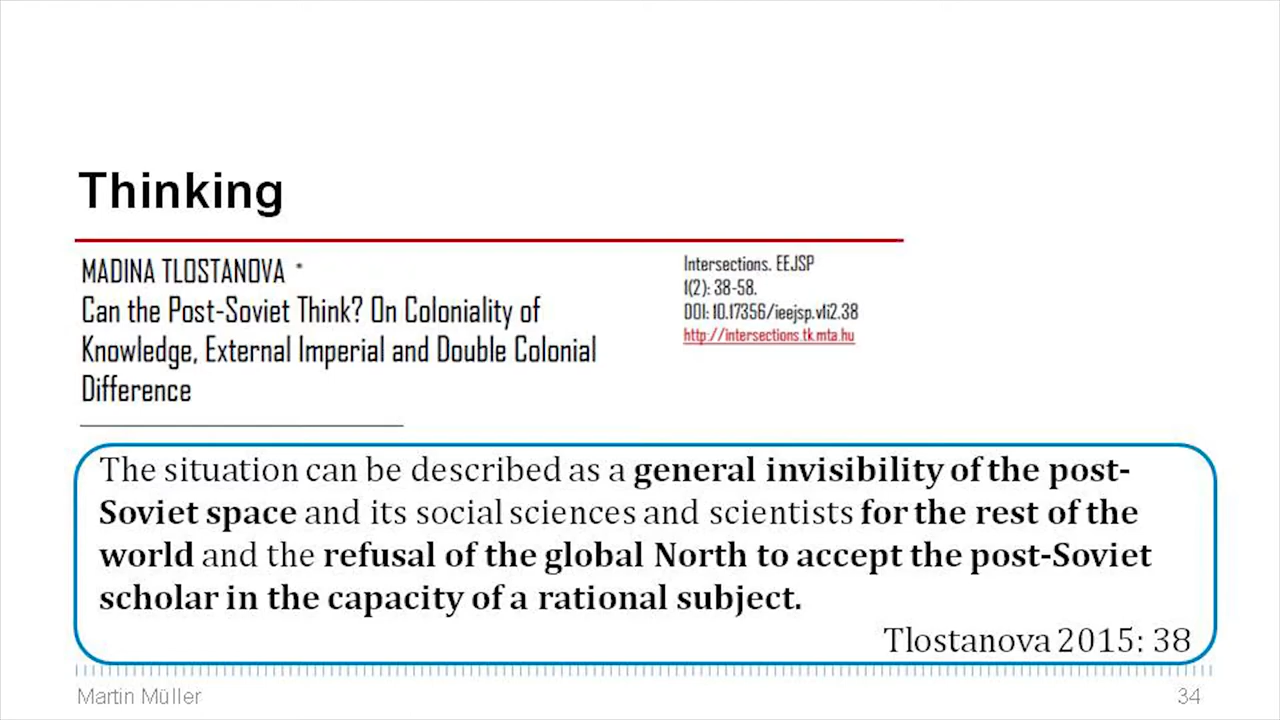 Thinking
MADINA TLOSTANOVA *
Can the Post-Soviet Think? On Coloniality of
Knowledge, External Imperial and Double Colonial
Difference
Intersections. EEJSP
1(2): 38-58.
DOI: 10.17356/ieejsp.v1i2.38
http://intersections.tk.mta.hu
The situation can be described as a general invisibility of the post-
Soviet space and its social sciences and scientists for the rest of the
world and the refusal of the global North to accept the post-Soviet
scholar in the capacity of a rational subject.
Tlostanova 2015: 38
Martin Müller
34